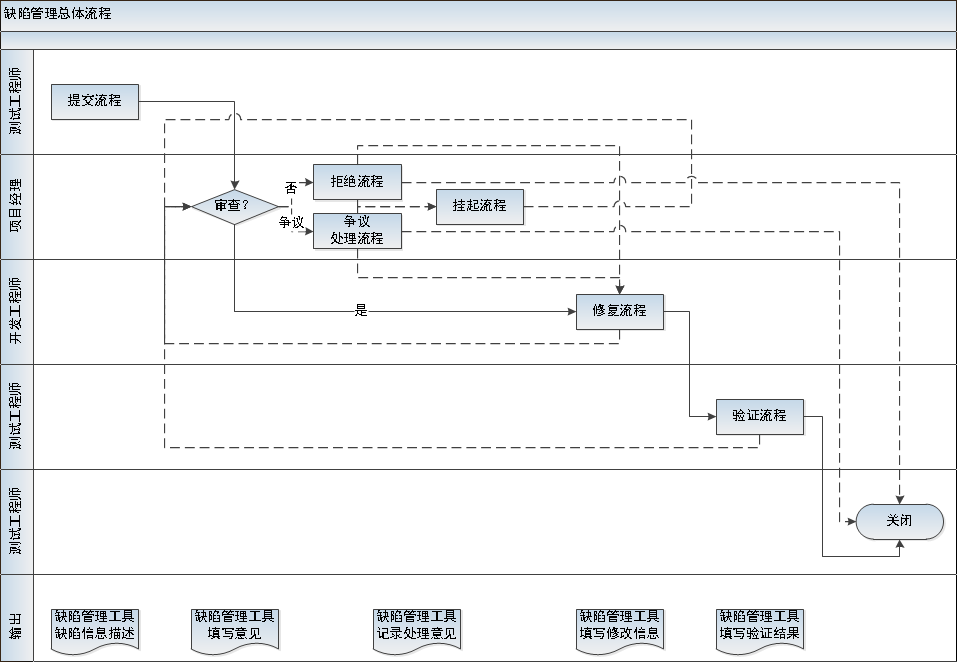 缺陷管理总体流程
测试工程师
提交流程
项目经理
审查?
否
争议
拒绝流程
挂起流程
争议
处理流程
开发工程师
是
修复流程
测试工程师
验证流程
测试工程师
关闭
输出
缺陷管理工具
缺陷信息描述
缺陷管理工具
填写意见
缺陷管理工具
记录处理意见
缺陷管理工具
填写修改信息
缺陷管理工具
填写验证结果